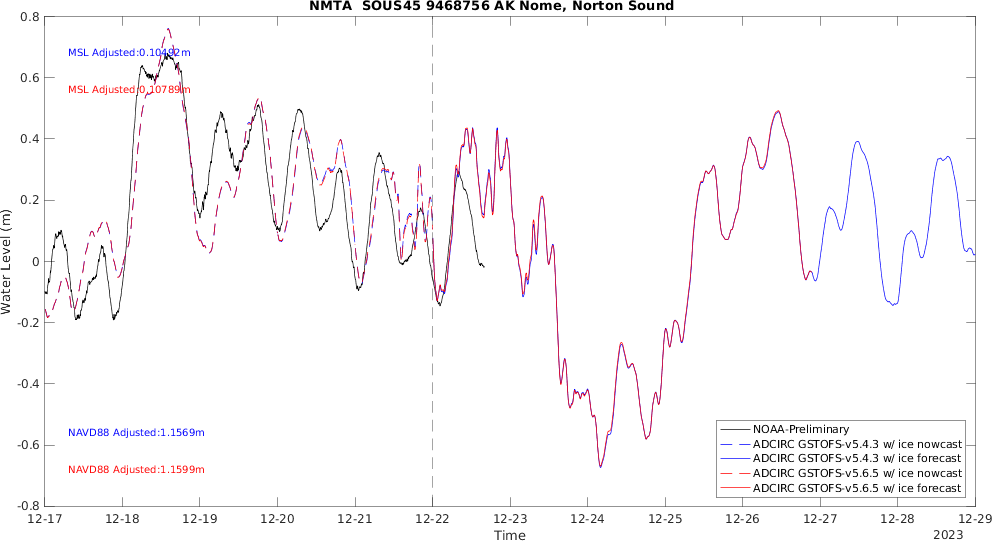 NMTA SOUS45 9468756 AK Nome, Norton Sound
0.8
0.6
0.4
0.2
0
-0.2
-0.4
-0.6
-0.8
Water Level (m)
MSL Adjusted:0.10492m
MSL Adjusted:0.10789m
NAVD88 Adjusted:1.1569m
NAVD88 Adjusted:1.1599m
NOAA-Preliminary
ADCIRC GSTOFS-v5.4.3 w/ ice nowcast
ADCIRC GSTOFS-v5.4.3 w/ ice forecast
ADCIRC GSTOFS-v5.6.5 w/ ice nowcast
ADCIRC GSTOFS-v5.6.5 w/ ice forecast
12-17 12-18 12-19 12-20 12-21 12-22 12-23 12-24 12-25 12-26 12-27 12-28 12-29
Time
2023